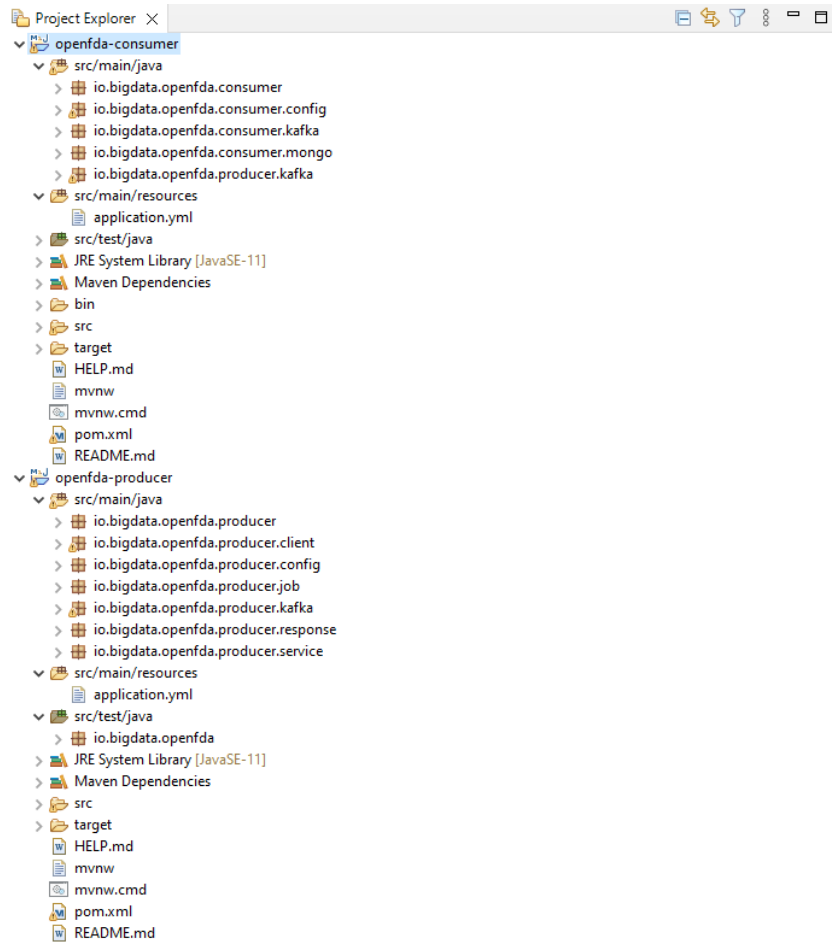 Project Explorer
openfda-consumer
src/main/java
io.bigdata.openfda.consumer
io.bigdata.openfda.consumer.config
io.bigdata.openfda.consumer.kafka
io.bigdata.openfda.consumer.mongo
io.bigdata.openfda.producer.kafka
src/main/resources
application.yml
src/test/java
JRE System Library [JavaSE-11]
Maven Dependencies
bin
src
target
HELP.md
mvnw
mvnw.cmd
pom.xml
README.md
openfda-producer
src/main/java
io.bigdata.openfda.producer
io.bigdata.openfda.producer.client
io.bigdata.openfda.producer.config
io.bigdata.openfda.producer.job
io.bigdata.openfda.producer.kafka
io.bigdata.openfda.producer.response
io.bigdata.openfda.producer.service
src/main/resources
application.yml
src/test/java
io.bigdata.openfda
JRE System Library [JavaSE-11]
Maven Dependencies
src
target
HELP.md
mvnw
mvnw.cmd
pom.xml
README.md